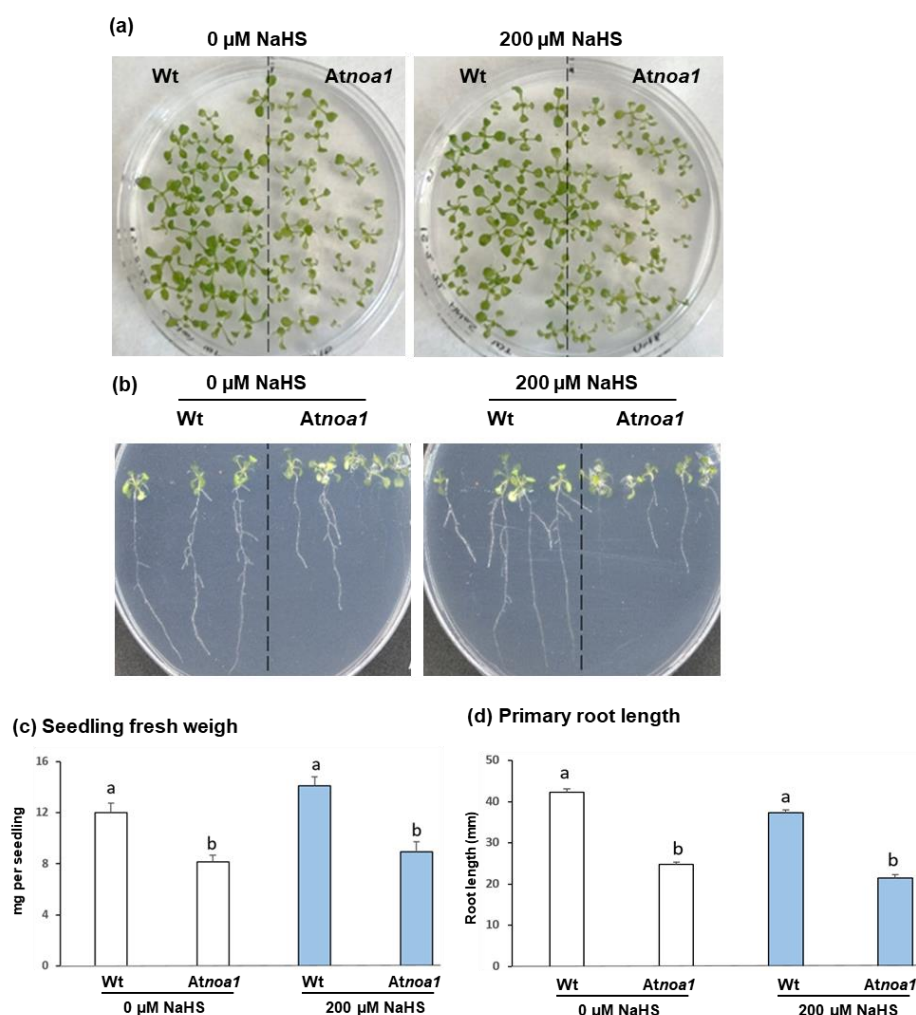 (a)
0 µM NaHS 200 µM NaHS
Wt Atnoa1 Wt Atnoa1
(b)
0 µM NaHS 200 µM NaHS
Wt Atnoa1 Wt Atnoa1
(c) Seedling fresh weigh
mg per seedling
16
12
8
4
0
a
b
a
b
Wt Atnoa1 Wt Atnoa1
0 µM NaHS 200 µM NaHS
(d) Primary root length
Root length (mm)
50
40
30
20
10
0
a
b
a
b
Wt Atnoa1 Wt Atnoa1
0 µM NaHS 200 µM NaHS